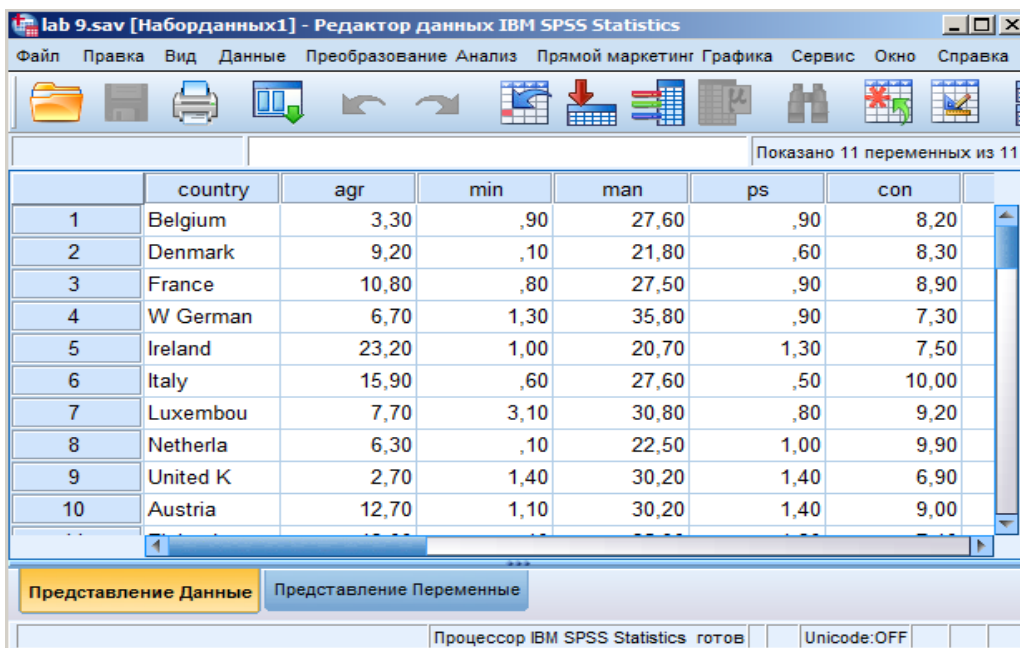 lab 9.sav [Наборданных1] - Редактор данных IBM SPSS Statistics
Файл Правка Вид Данные Преобразование Анализ Прямой маркетинг Графика Сервис Окно Справка
Показано 11 переменных из 11
country agr min man ps con
1 Belgium 3,30 ,90 27,60 ,90 8,20
2 Denmark 9,20 ,10 21,80 ,60 8,30
3 France 10,80 ,80 27,50 ,90 8,90
4 W German 6,70 1,30 35,80 ,90 7,30
5 Ireland 23,20 1,00 20,70 1,30 7,50
6 Italy 15,90 ,60 27,60 ,50 10,00
7 Luxembou 7,70 3,10 30,80 ,80 9,20
8 Netherla 6,30 ,10 22,50 1,00 9,90
9 United K 2,70 1,40 30,20 1,40 6,90
10 Austria 12,70 1,10 30,20 1,40 9,00
Представление Данные Представление Переменные
Процессор IBM SPSS Statistics готов Unicode:OFF